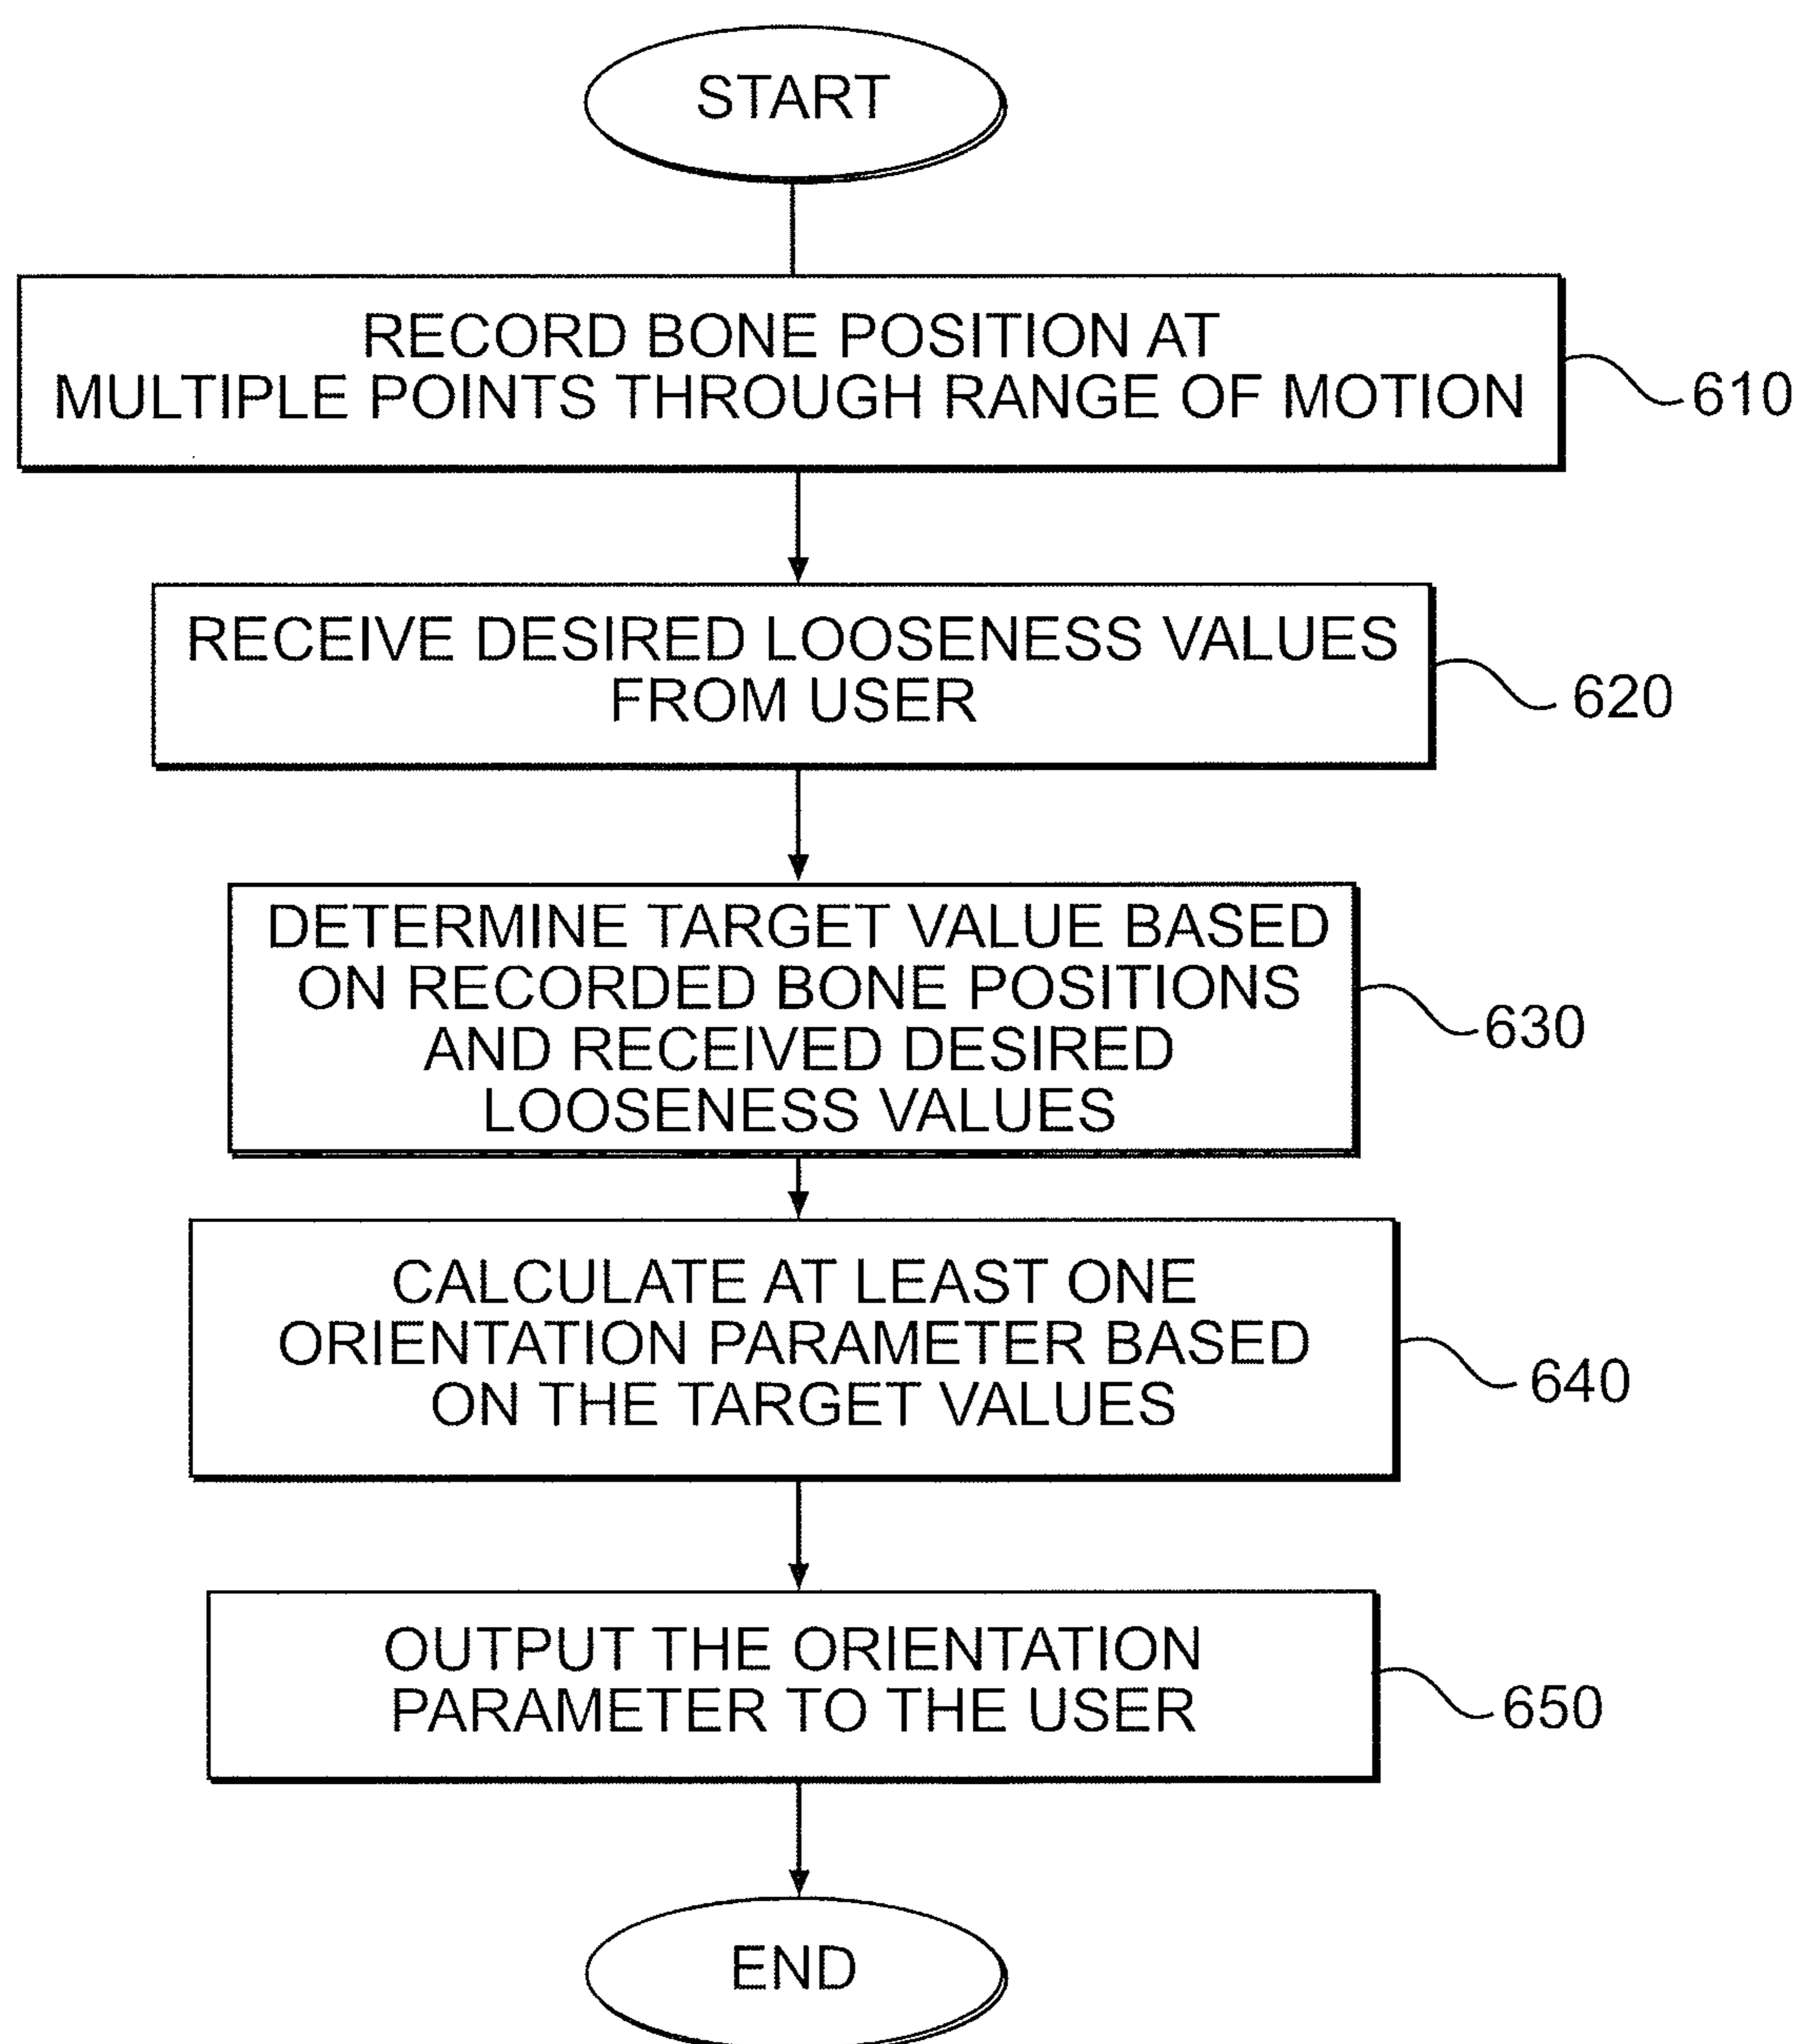 START
RECORD BONE POSITION AT
MULTIPLE POINTS THROUGH RANGE OF MOTION
610
RECEIVE DESIRED LOOSENESS VALUES
FROM USER
620
DETERMINE TARGET VALUE BASED
ON RECORDED BONE POSITIONS
AND RECEIVED DESIRED
LOOSENESS VALUES
630
CALCULATE AT LEAST ONE
ORIENTATION PARAMETER BASED
ON THE TARGET VALUES
640
OUTPUT THE ORIENTATION
PARAMETER TO THE USER
650
END